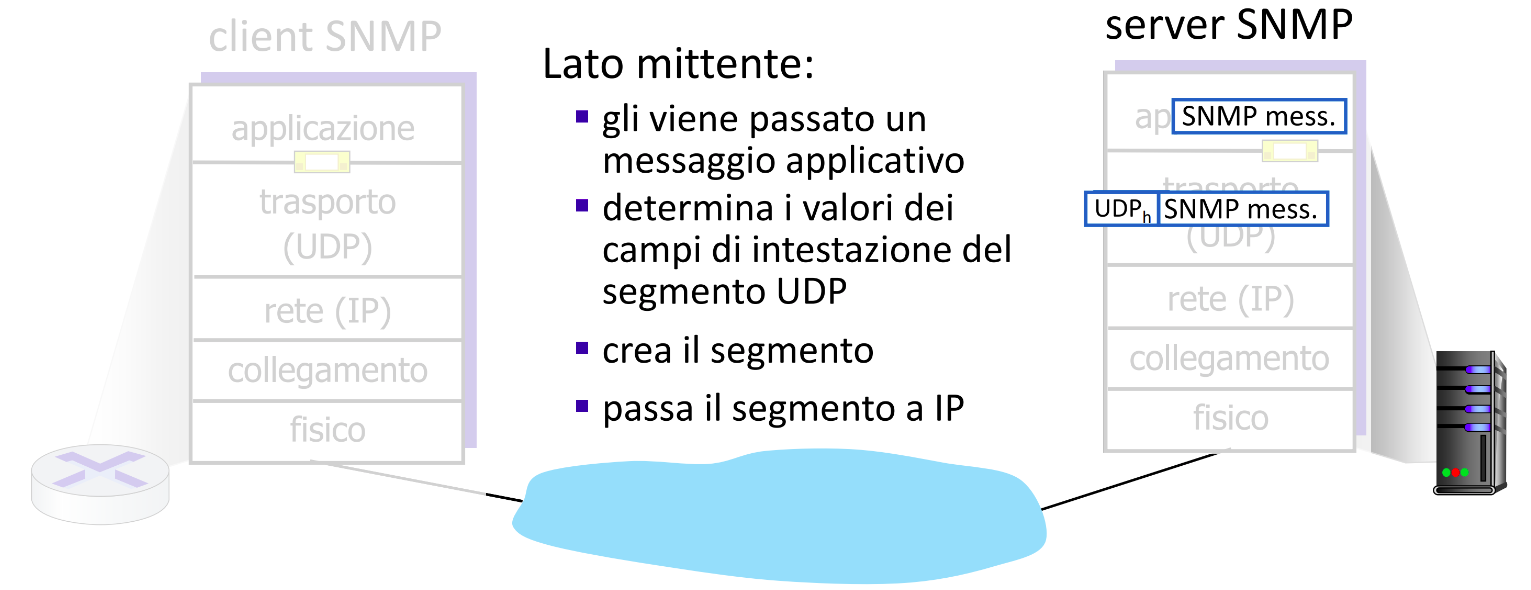 client SNMP
applicazione
trasporto
(UDP)
rete (IP)
collegamento
fisico
Lato mittente:
gli viene passato un
messaggio applicativo
determina i valori dei
campi di intestazione del
segmento UDP
crea il segmento
passa il segmento a IP
server SNMP
ap SNMP mess.
trasporto
UDPh SNMP mess.
(UDP)
rete (IP)
collegamento
fisico